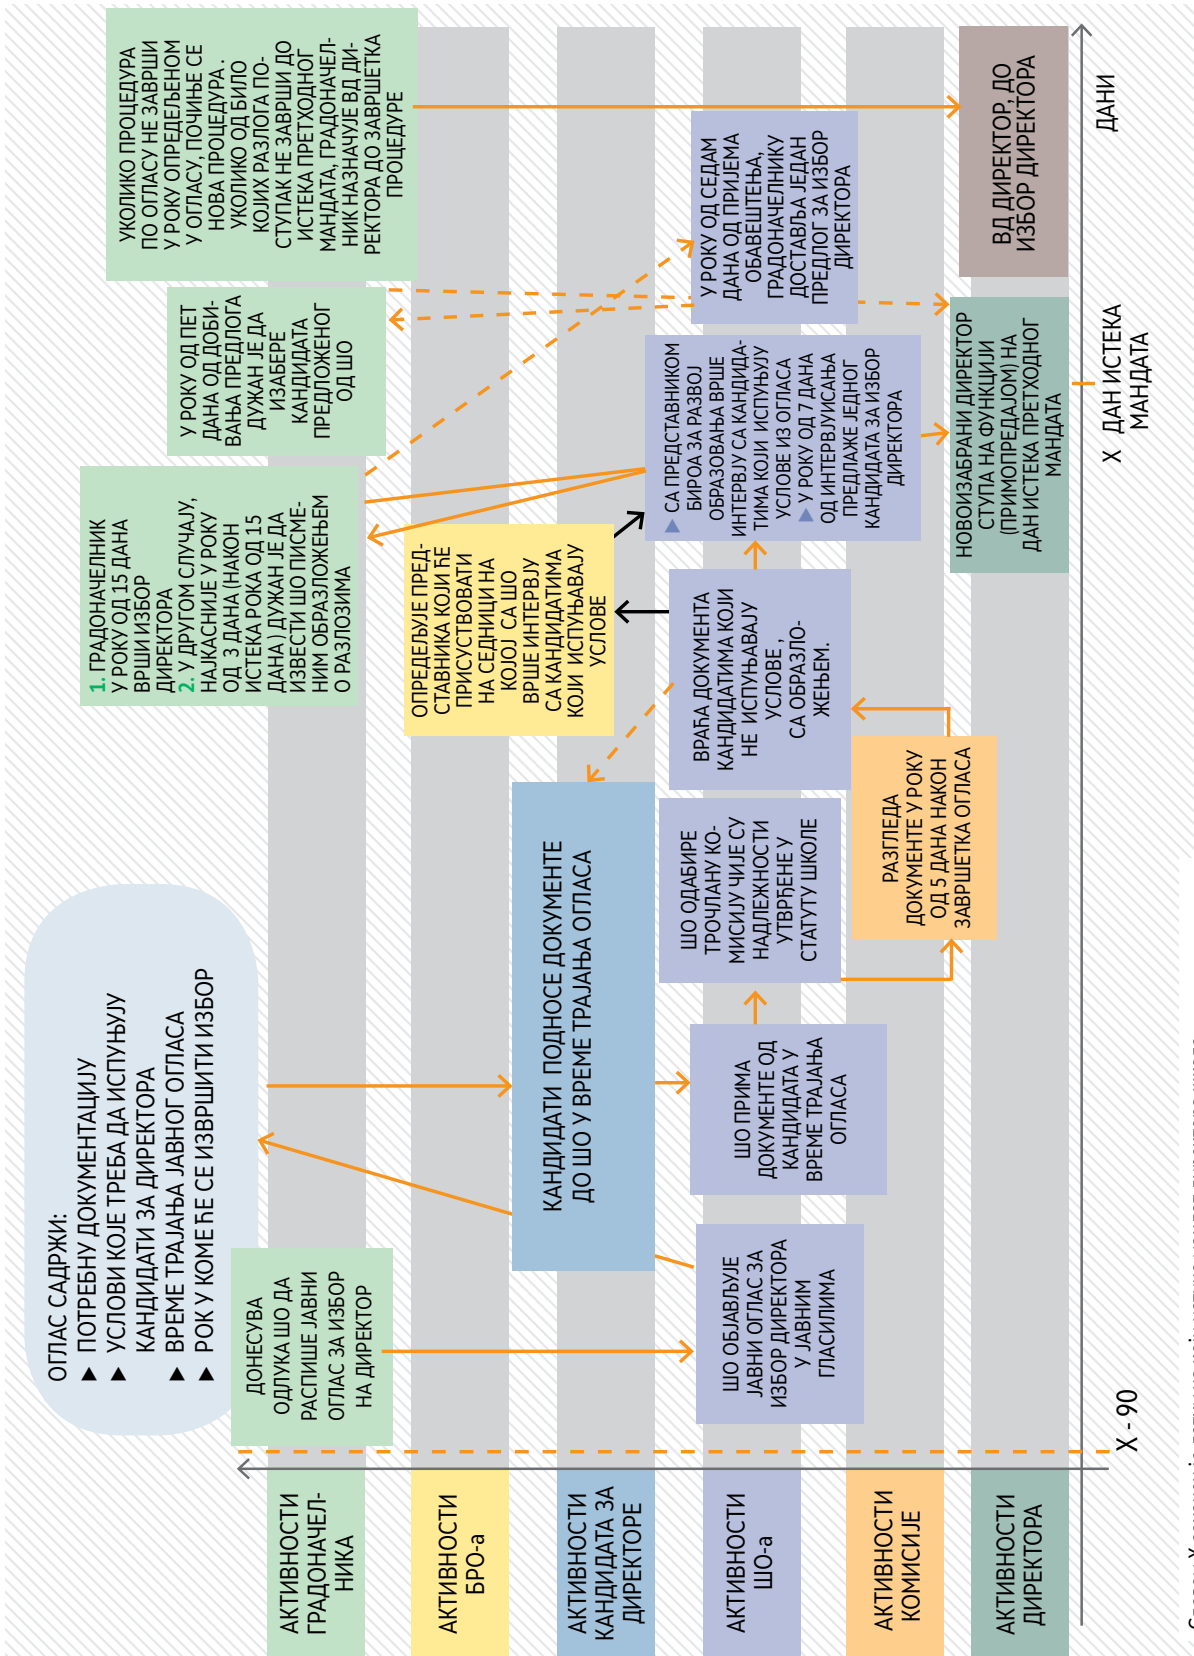 ОГЛАС САДРЖИ:
▶ ПОТРЕБНУ ДОКУМЕНТАЦИЈУ
▶ УСЛОВИ КОЈЕ ТРЕБА ДА ИСПУЊУЈУ
КАНДИДАТИ ЗА ДИРЕКТОРА
▶ ВРЕМЕ ТРАЈАЊА ЈАВНОГ ОГЛАСА
▶ РОК У КОМЕ ЋЕ СЕ ИЗВРШИТИ ИЗБОР
АКТИВНОСТИ
ГРАДОНАЧЕЛ-
НИКА
ДОНЕСУВА
ОДЛУКА ШО ДА
РАСПИШЕ ЈАВНИ
ОГЛАС ЗА ИЗБОР
НА ДИРЕКТОР
1. ГРАДОНАЧЕЛНИК
У РОКУ ОД 15 ДАНА
ВРШИ ИЗБОР
ДИРЕКТОРА
2. У ДРУГОМ СЛУЧАЈУ,
НАЈКАСНИЈЕ У РОКУ
ОД 3 ДАНА (НАКОН
ИСТЕКА РОКА ОД 15
ДАНА) ДУЖАН ЈЕ ДА
ИЗВЕСТИ ШО ПИСМЕ-
НИМ ОБРАЗЛОЖЕЊЕМ
О РАЗЛОЗИМА
У РОКУ ОД ПЕТ
ДАНА ОД ДОБИ-
ВАЊА ПРЕДЛОГА
ДУЖАН ЈЕ ДА
ИЗАБЕРЕ
КАНДИДАТА
ПРЕДЛОЖЕНОГ
ОД ШО
УКОЛИКО ПРОЦЕДУРА
ПО ОГЛАСУ НЕ ЗАВРШИ
У РОКУ ОПРЕДЕЉЕНОМ
У ОГЛАСУ, ПОЧИЊЕ СЕ
НОВА ПРОЦЕДУРА.
УКОЛИКО ОД БИЛО
КОЈИХ РАЗЛОГА ПО-
СТУПАК НЕ ЗАВРШИ ДО
ИСТЕКА ПРЕТХОДНОГ
МАНДАТА, ГРАДОНАЧЕЛ-
НИК НАЗНАЧУЈЕ ВД ДИ-
РЕКТОРА ДО ЗАВРШЕТКА
ПРОЦЕДУРЕ
АКТИВНОСТИ
БРО-а
ОПРЕДЕЉУЈЕ ПРЕД-
СТАВНИКА КОЈИ ЋЕ
ПРИСУСТВОВАТИ
НА СЕДНИЦИ НА
КОЈОЈ СА ШО
ВРШЕ ИНТЕРВЈУ
СА КАНДИДАТИМА
КОЈИ ИСПУЊАВАЈУ
УСЛОВЕ
АКТИВНОСТИ
КАНДИДАТА ЗА
ДИРЕКТОРЕ
КАНДИДАТИ ПОДНОСЕ ДОКУМЕНТЕ
ДО ШО У ВРЕМЕ ТРАЈАЊА ОГЛАСА
АКТИВНОСТИ
ШО-а
ШО ОБЈАВЉУЈЕ
ЈАВНИ ОГЛАС ЗА
ИЗБОР ДИРЕКТОРА
У ЈАВНИМ
ГЛАСИЛИМА
ШО ПРИМА
ДОКУМЕНТЕ ОД
КАНДИДАТА У
ВРЕМЕ ТРАЈАЊА
ОГЛАСА
ШО ОДАБИРЕ
ТРОЧЛАНУ КО-
МИСИЈУ ЧИЈЕ СУ
НАДЛЕЖНОСТИ
УТВРЂЕНЕ У
СТАТУТУ ШКОЛЕ
ВРАЋА ДОКУМЕНТА
КАНДИДАТИМА КОЈИ
НЕ ИСПУЊАВАЈУ
УСЛОВЕ,
СА ОБРАЗЛО-
ЖЕЊЕМ.
▶ СА ПРЕДСТАВНИКОМ
БИРОА ЗА РАЗВОЈ
ОБРАЗОВАЊА ВРШЕ
ИНТЕРВЈУ СА КАНДИДА-
ТИМА КОЈИ ИСПУЊУЈУ
УСЛОВЕ ИЗ ОГЛАСА
▶ У РОКУ ОД 7 ДАНА
ОД ИНТЕРВЈУИСАЊА
ПРЕДЛАЖЕ ЈЕДНОГ
КАНДИДАТА ЗА ИЗБОР
ДИРЕКТОРА
У РОКУ ОД СЕДАМ
ДАНА ОД ПРИЈЕМА
ОБАВЕШТЕЊА,
ГРАДОНАЧЕЛНИКУ
ДОСТАВЉА ЈЕДАН
ПРЕДЛОГ ЗА ИЗБОР
ДИРЕКТОРА
АКТИВНОСТИ
КОМИСИЈЕ
РАЗГЛЕДА
ДОКУМЕНТЕ У РОКУ
ОД 5 ДАНА НАКОН
ЗАВРШЕТКА ОГЛАСА
АКТИВНОСТИ
ДИРЕКТОРА
НОВОИЗАБРАНИ ДИРЕКТОР
СТУПА НА ФУНКЦИЈИ
(ПРИМОПРЕДАЈОМ) НА
ДАН ИСТЕКА ПРЕТХОДНОГ
МАНДАТА
ВД ДИРЕКТОР, ДО
ИЗБОР ДИРЕКТОРА
X - 90
X ДАН ИСТЕКА
МАНДАТА
ДАНИ